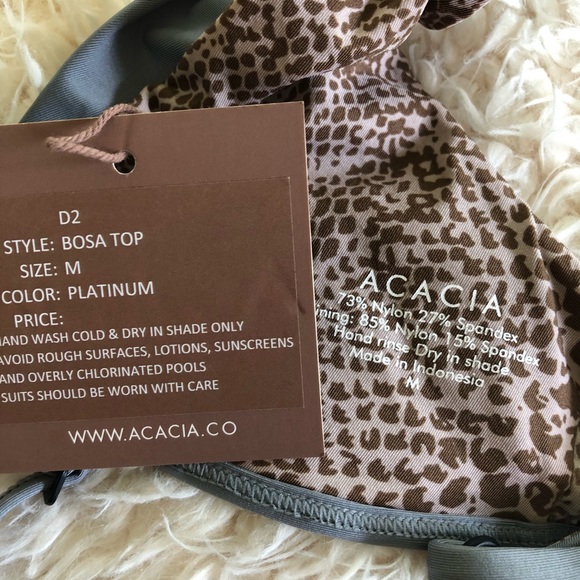 D2
STYLE: BOSA TOP
SIZE: M
COLOR: PLATINUM
PRICE:
HAND WASH COLD & DRY IN SHADE ONLY
AVOID ROUGH SURFACES, LOTIONS, SUNSCREENS
AND OVERLY CHLORINATED POOLS
SUITS SHOULD BE WORN WITH CARE
WWW.ACACIA.CO
ACACIA
73% Nylon 27% Spandex
Lining: 85% Nylon 15% Spandex
Hand rinse Dry in shade
Made in Indonesia
M